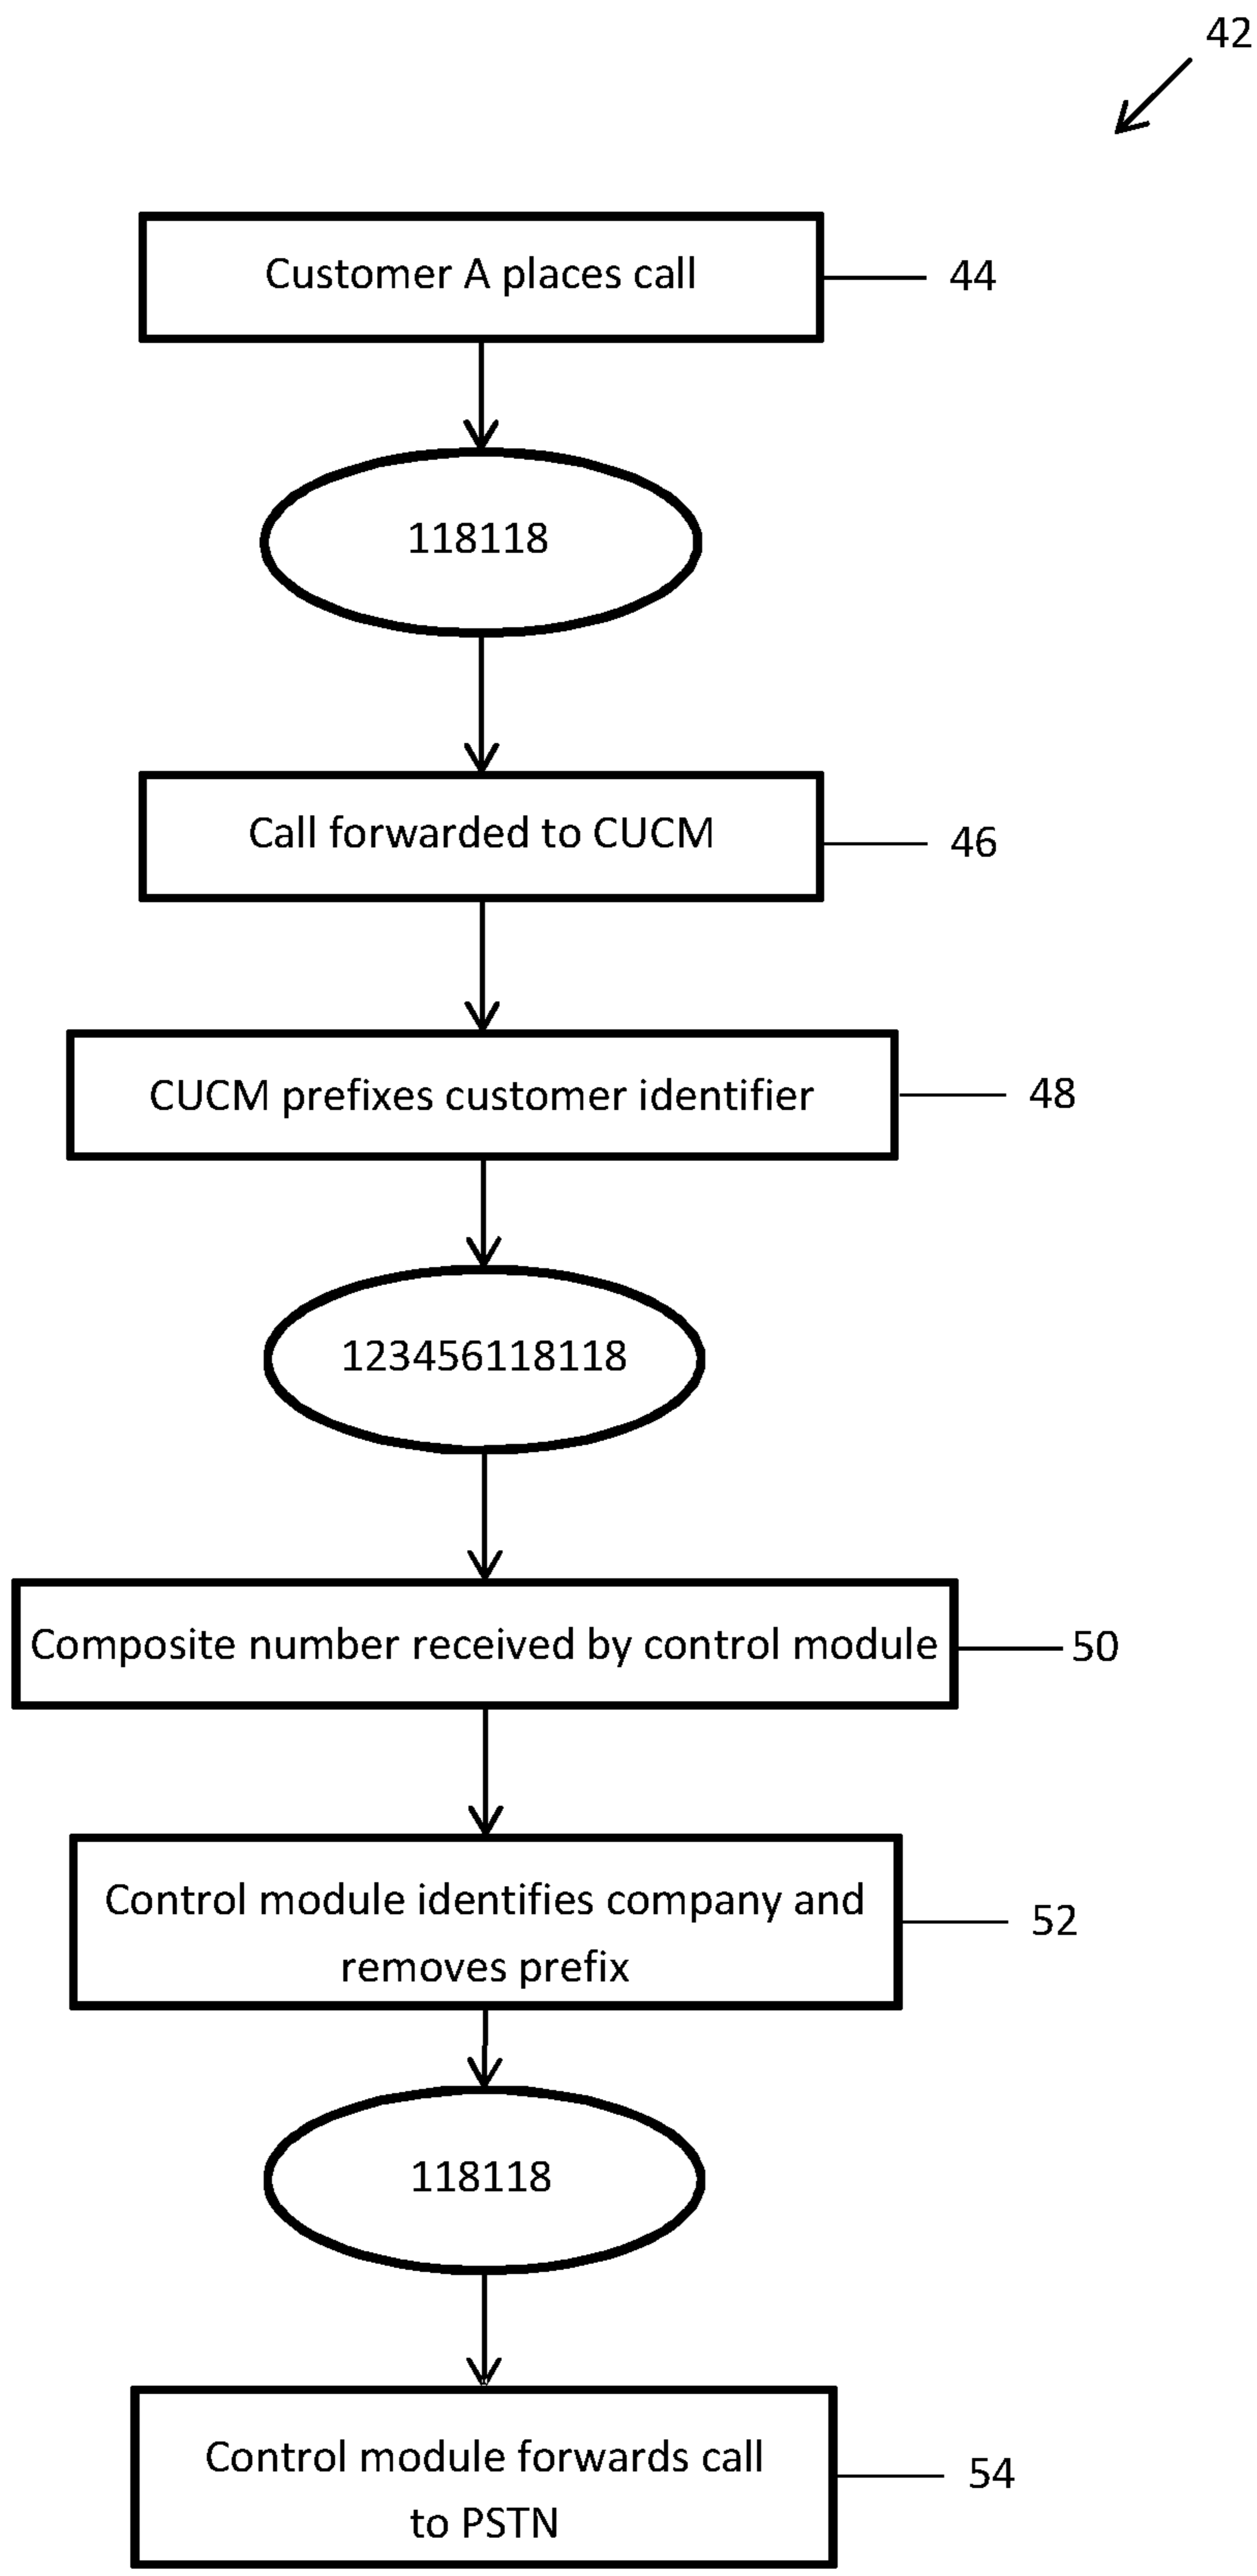 42
Customer A places call
44
118118
Call forwarded to CUCM
46
CUCM prefixes customer identifier
48
123456118118
Composite number received by control module
50
Control module identifies company and
removes prefix
52
118118
Control module forwards call
to PSTN
54